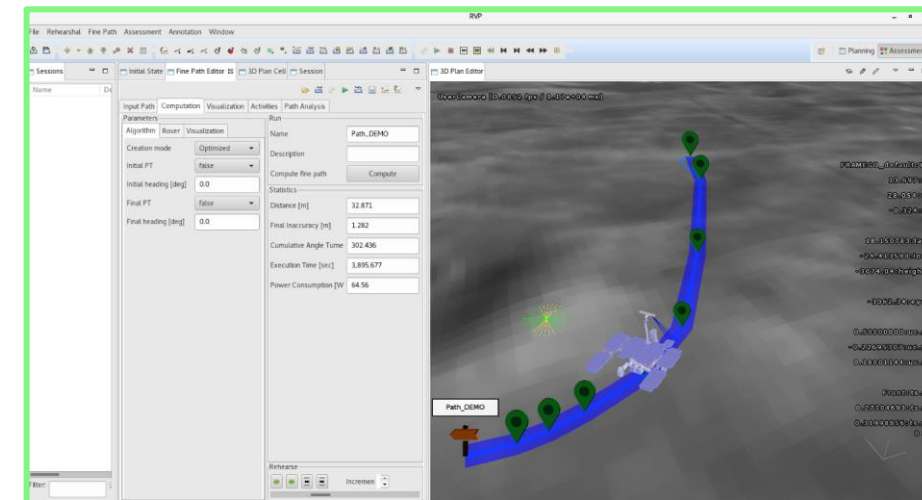 RVP
File Rehearshal Fine Path Assessment Annotation Window
Planning Assessmen
Sessions
Initial State Fine Path Editor 3D Plan Cell Session
3D Plan Editor
Name De
Input Path Computation Visualization Activities Path Analysis
Parameters
Algorithm Rover Visualization
Creation mode Optimized
Initial PT false
Initial heading [deg] 0.0
Final PT false
Final heading [deg] 0.0
Run
Name Path_DEMO
Description
Compute fine path Compute
Statistics
Distance [m] 32.871
Final Inaccuracy [m] 1.282
Cumulative Angle Turne 302.436
Execution Time [sec] 3,895.677
Power Consumption [W 64.56
Rehearse
Incremen
Filter:
Path_DEMO